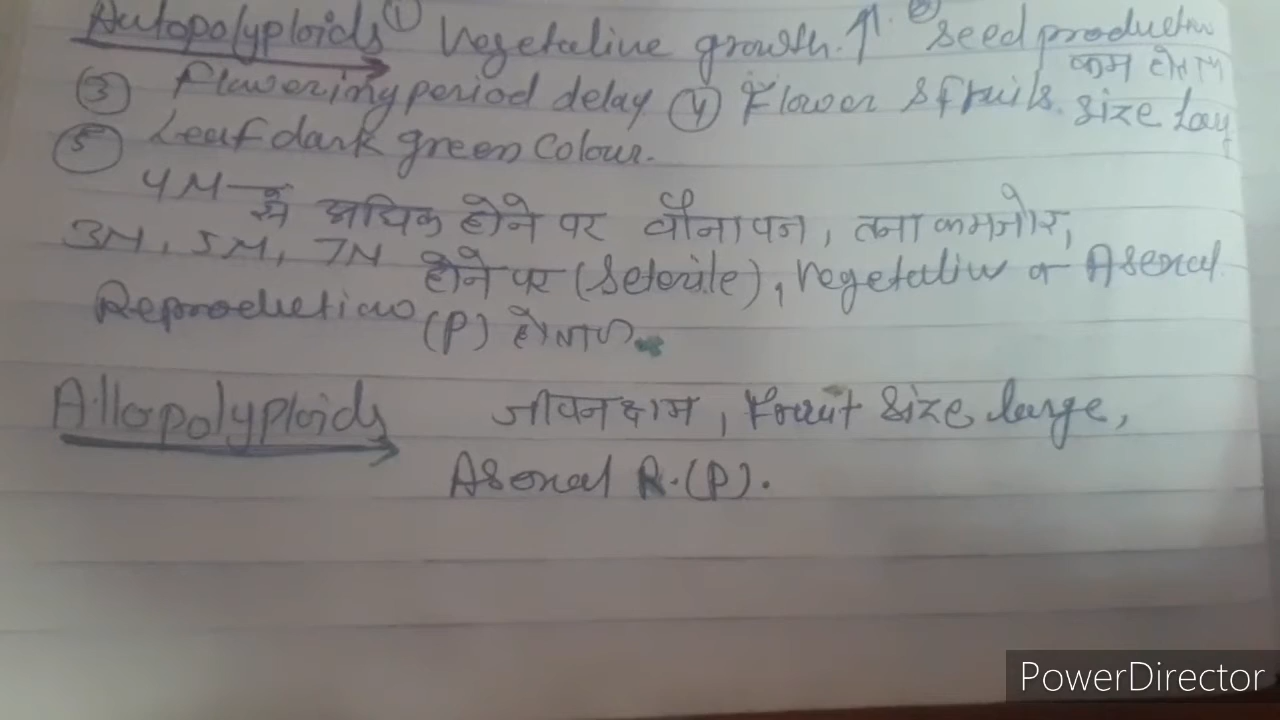 Autopolyploids ① Vegetative growth ↑. ② Seed production
कम होता
③ Flowering period delay ④ Flower & fruits size
⑤ Leaf dark green colour.
4N से अधिक होने पर बौनापन, तना कमजोर,
3N, 5N, 7N होने पर (Seterile), vegetative or Asexual
Reproduction (P)
Allopolyploids जीवनक्षम, Fruit Size large,
Asexual R.(P).
PowerDirector